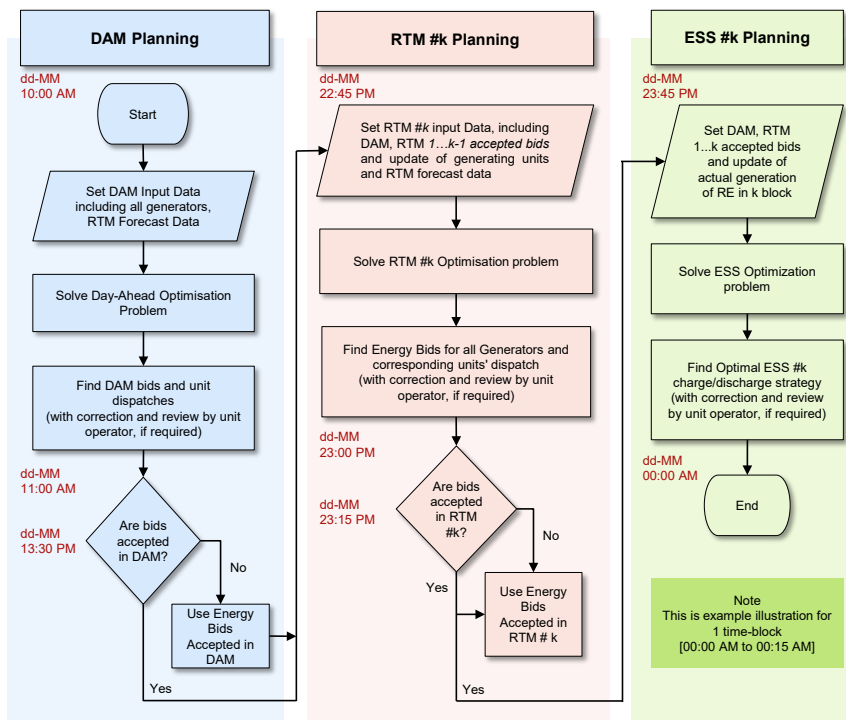 DAM Planning
dd-MM
10:00 AM
Start
Set DAM Input Data
including all generators,
RTM Forecast Data
Solve Day-Ahead Optimisation
Problem
Find DAM bids and unit
dispatches
(with correction and review by unit
operator, if required)
dd-MM
11:00 AM
dd-MM
13:30 PM
Are bids
accepted
in DAM?
No
Use Energy
Bids
Accepted in
DAM
Yes
RTM #k Planning
dd-MM
22:45 PM
Set RTM #k input Data, including
DAM, RTM 1...k-1 accepted bids
and update of generating units
and RTM forecast data
Solve RTM #k Optimisation problem
Find Energy Bids for all Generators and
corresponding units' dispatch
(with correction and review by unit
operator, if required)
dd-MM
23:00 PM
dd-MM
23:15 PM
Are bids
accepted
in RTM
#k?
No
Yes
Use Energy
Bids
Accepted in
RTM # k
Yes
ESS #k Planning
dd-MM
23:45 PM
Set DAM, RTM
1...k accepted bids
and update of
actual generation
of RE in k block
Solve ESS Optimization
problem
Find Optimal ESS #k
charge/discharge strategy
(with correction and review
by unit operator, if required)
dd-MM
00:00 AM
End
Note
This is example illustration for
1 time-block
[00:00 AM to 00:15 AM]